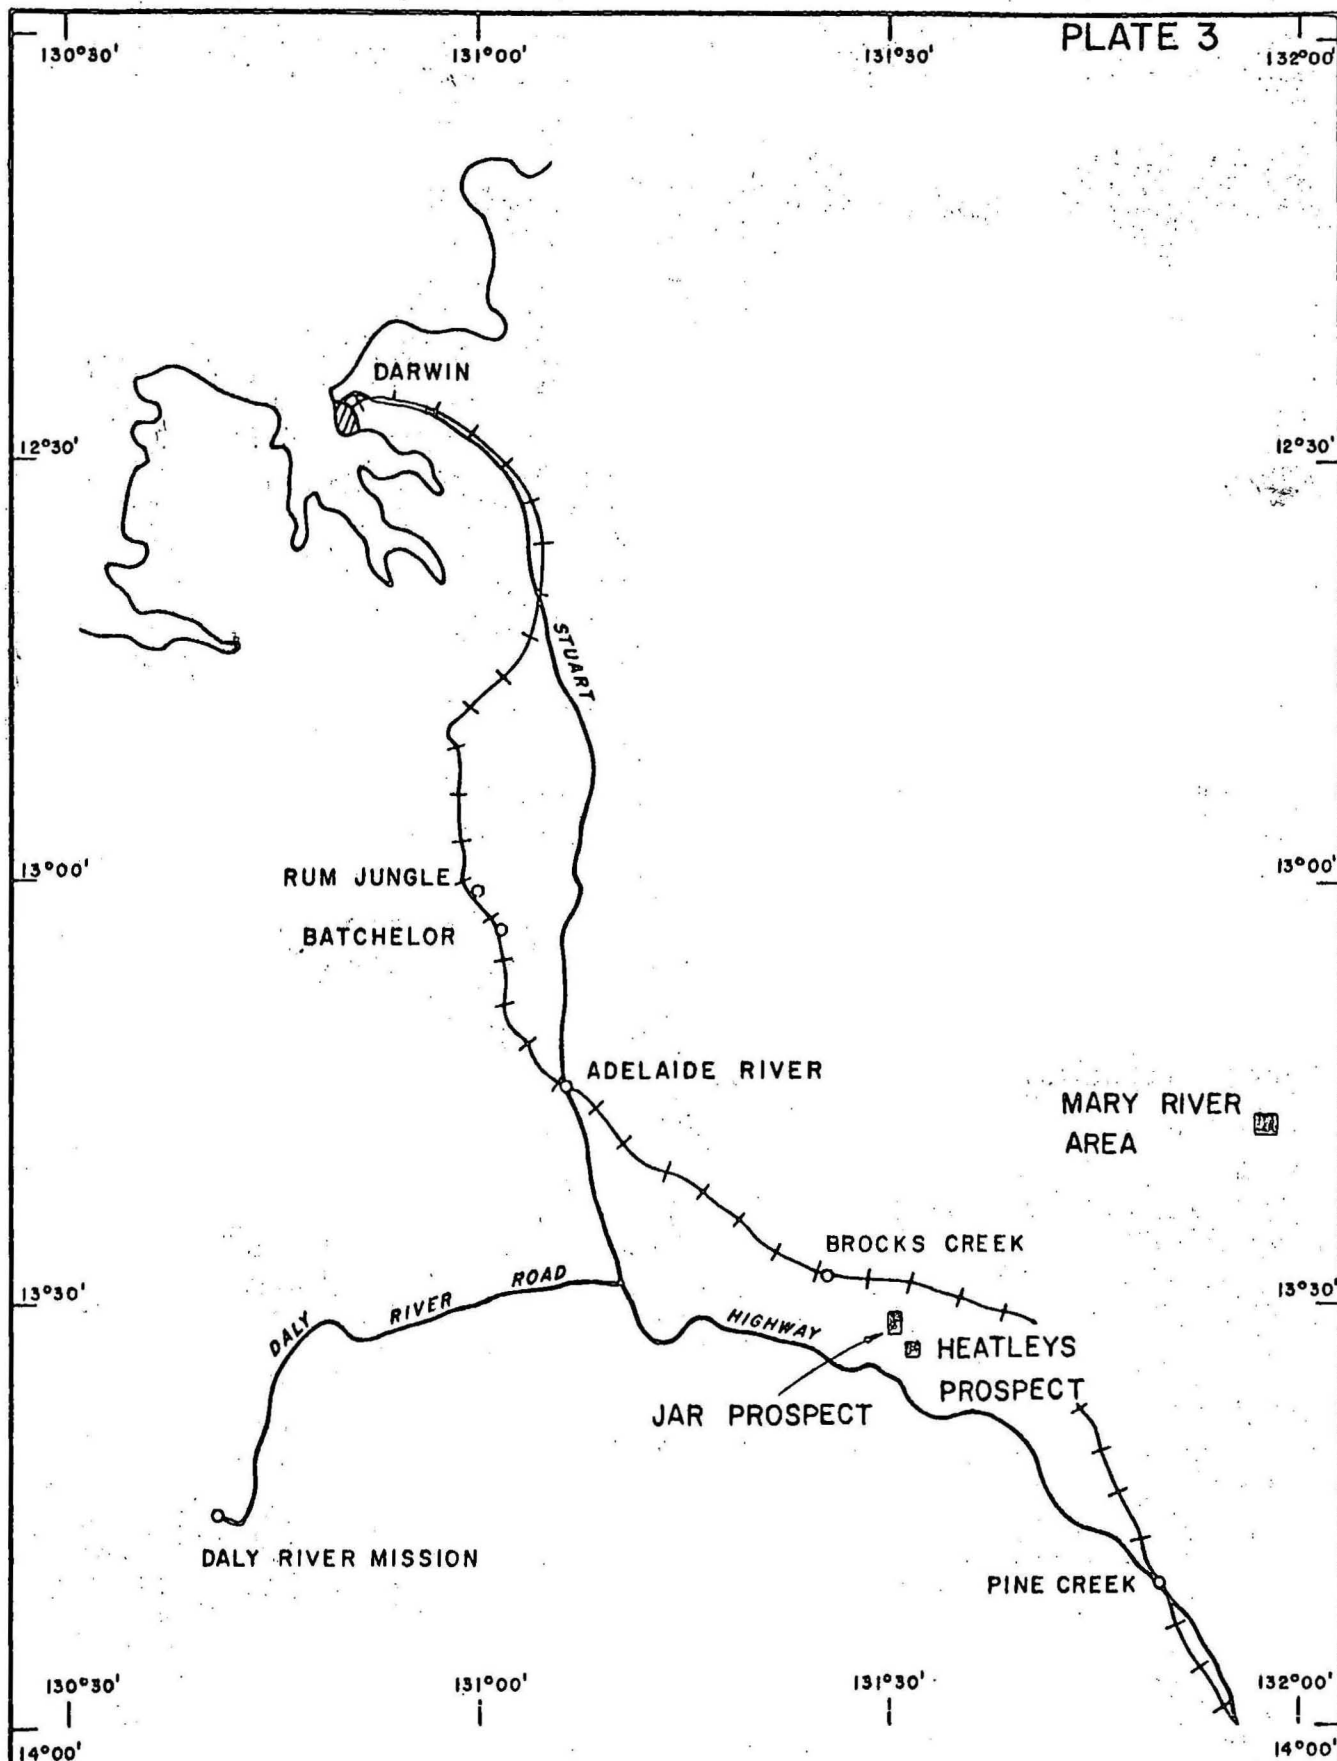 PLATE 3
130°30'
131°00'
131°30'
132°00'
DARWIN
12°30'
12°30'
STUART
13°00'
13°00'
RUM JUNGLE
BATCHELOR
ADELAIDE RIVER
MARY RIVER
AREA
BROCKS CREEK
13°30'
13°30'
DALY RIVER ROAD
HIGHWAY
HEATLEYS
PROSPECT
JAR PROSPECT
DALY RIVER MISSION
PINE CREEK
130°30'
131°00'
131°30'
132°00'
14°00'
14°00'